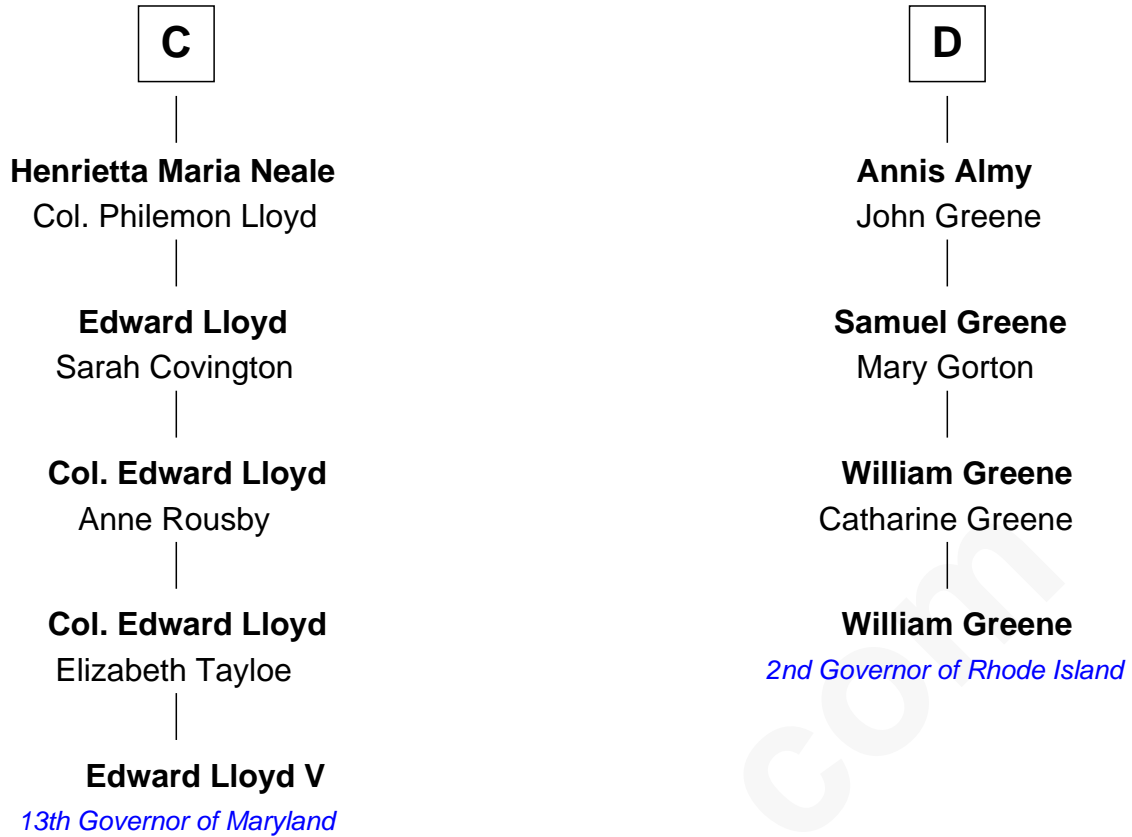 C
Henrietta Maria Neale
Col. Philemon Lloyd
Edward Lloyd
Sarah Covington
Col. Edward Lloyd
Anne Rousby
Col. Edward Lloyd
Elizabeth Tayloe
Edward Lloyd V
13th Governor of Maryland
D
Annis Almy
John Greene
Samuel Greene
Mary Gorton
William Greene
Catharine Greene
William Greene
2nd Governor of Rhode Island
com